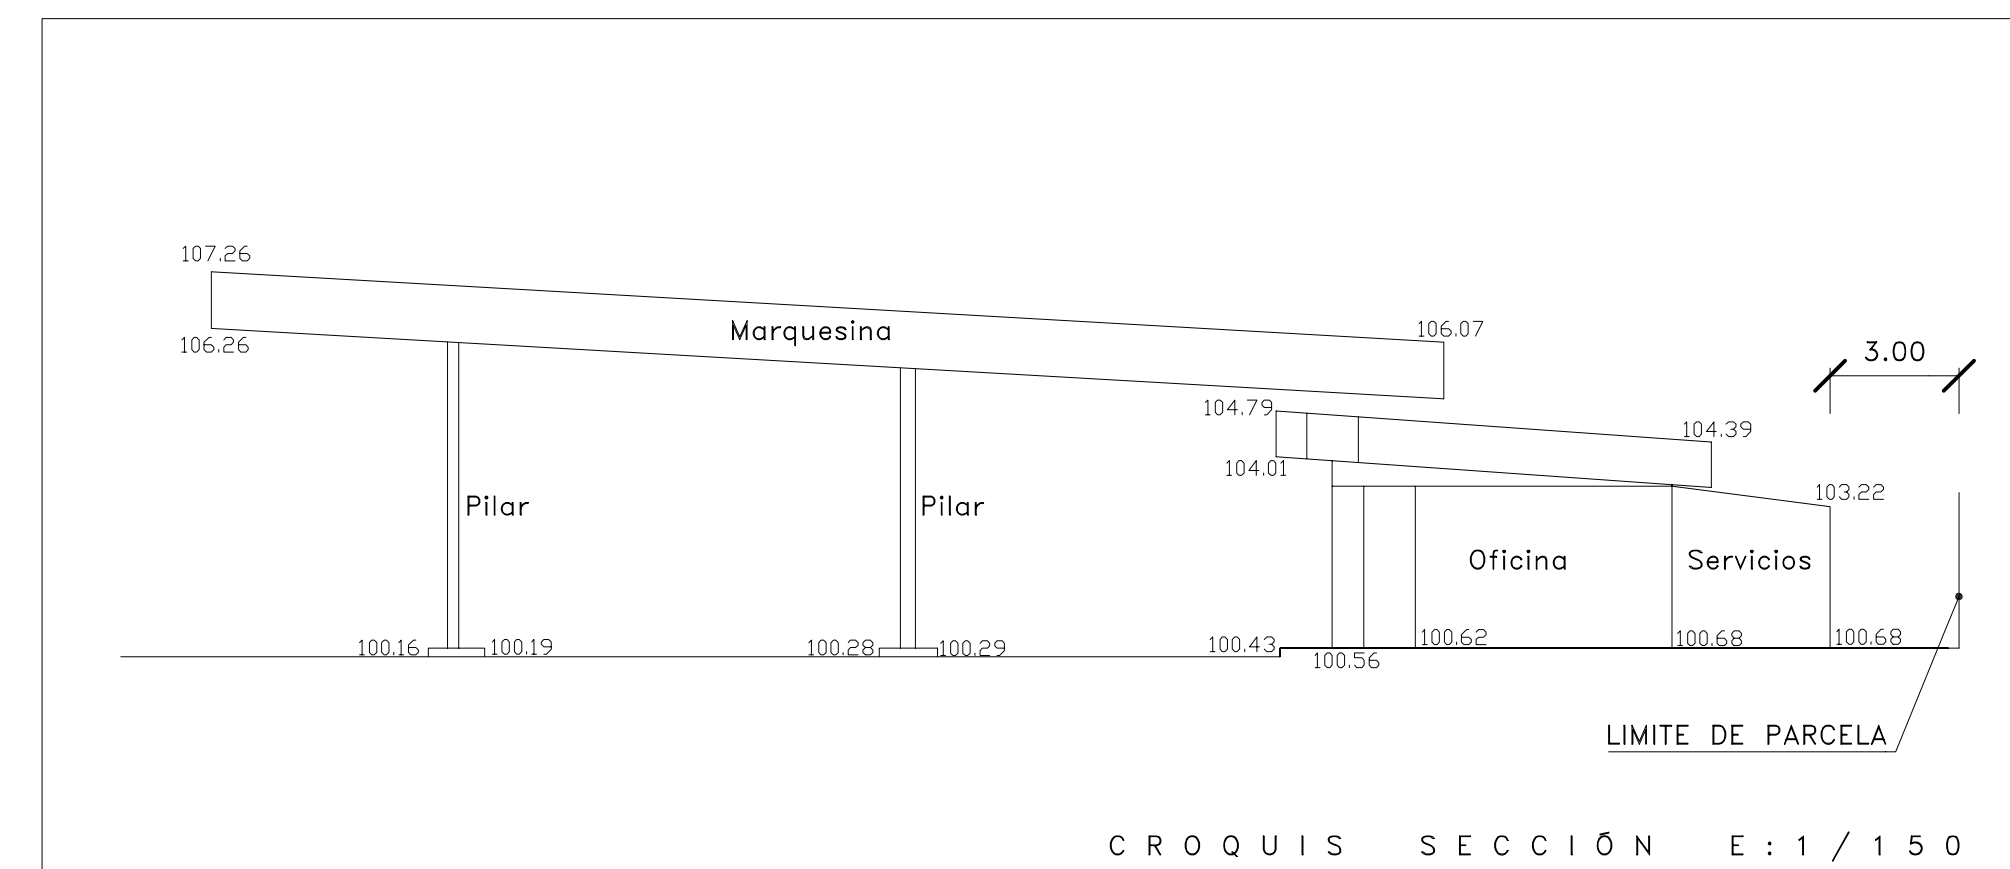 107.26
Marquesina
106.07
106.26
3.00
104.79
104.39
104.01
103.22
Pilar
Pilar
Oficina
Servicios
100.16
100.19
100.28
100.29
100.43
100.56
100.62
100.68
100.68
LIMITE DE PARCELA
CROQUIS SECCIÓN E:1/150